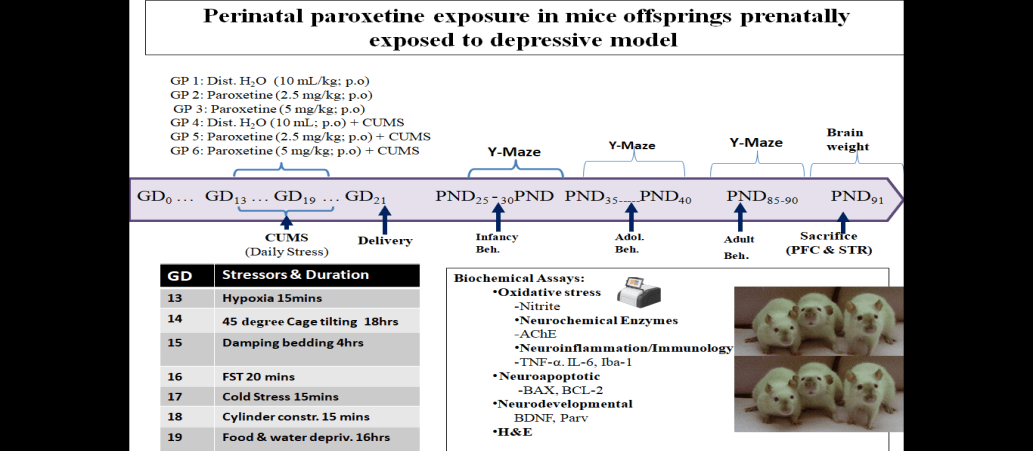 Perinatal paroxetine exposure in mice offsprings prenatally
exposed to depressive model
GP 1: Dist. H₂O (10 mL/kg; p.o)
GP 2: Paroxetine (2.5 mg/kg; p.o)
GP 3: Paroxetine (5 mg/kg; p.o)
GP 4: Dist. H₂O (10 mL; p.o) + CUMS
GP 5: Paroxetine (2.5 mg/kg; p.o) + CUMS
GP 6: Paroxetine (5 mg/kg; p.o) + CUMS
Y-Maze
Y-Maze
Y-Maze
Brain
weight
GD₀ ... GD₁₃ ... GD₁₉ ... GD₂₁ PND₂₅ -₃₀PND PND₃₅......PND₄₀ PND₈₅₋₉₀ PND₉₁
CUMS
(Daily Stress)
Delivery
Infancy
Beh.
Adol.
Beh.
Adult
Beh.
Sacrifice
(PFC & STR)
GD Stressors & Duration
13 Hypoxia 15mins
14 45 degree Cage tilting 18hrs
15 Damping bedding 4hrs
16 FST 20 mins
17 Cold Stress 15mins
18 Cylinder constr. 15 mins
19 Food & water depriv. 16hrs
Biochemical Assays:
•Oxidative stress
-Nitrite
•Neurochemical Enzymes
-AChE
•Neuroinflammation/Immunology
-TNF-α. IL-6, Iba-1
•Neuroapoptotic
-BAX, BCL-2
•Neurodevelopmental
BDNF, Parv
•H&E